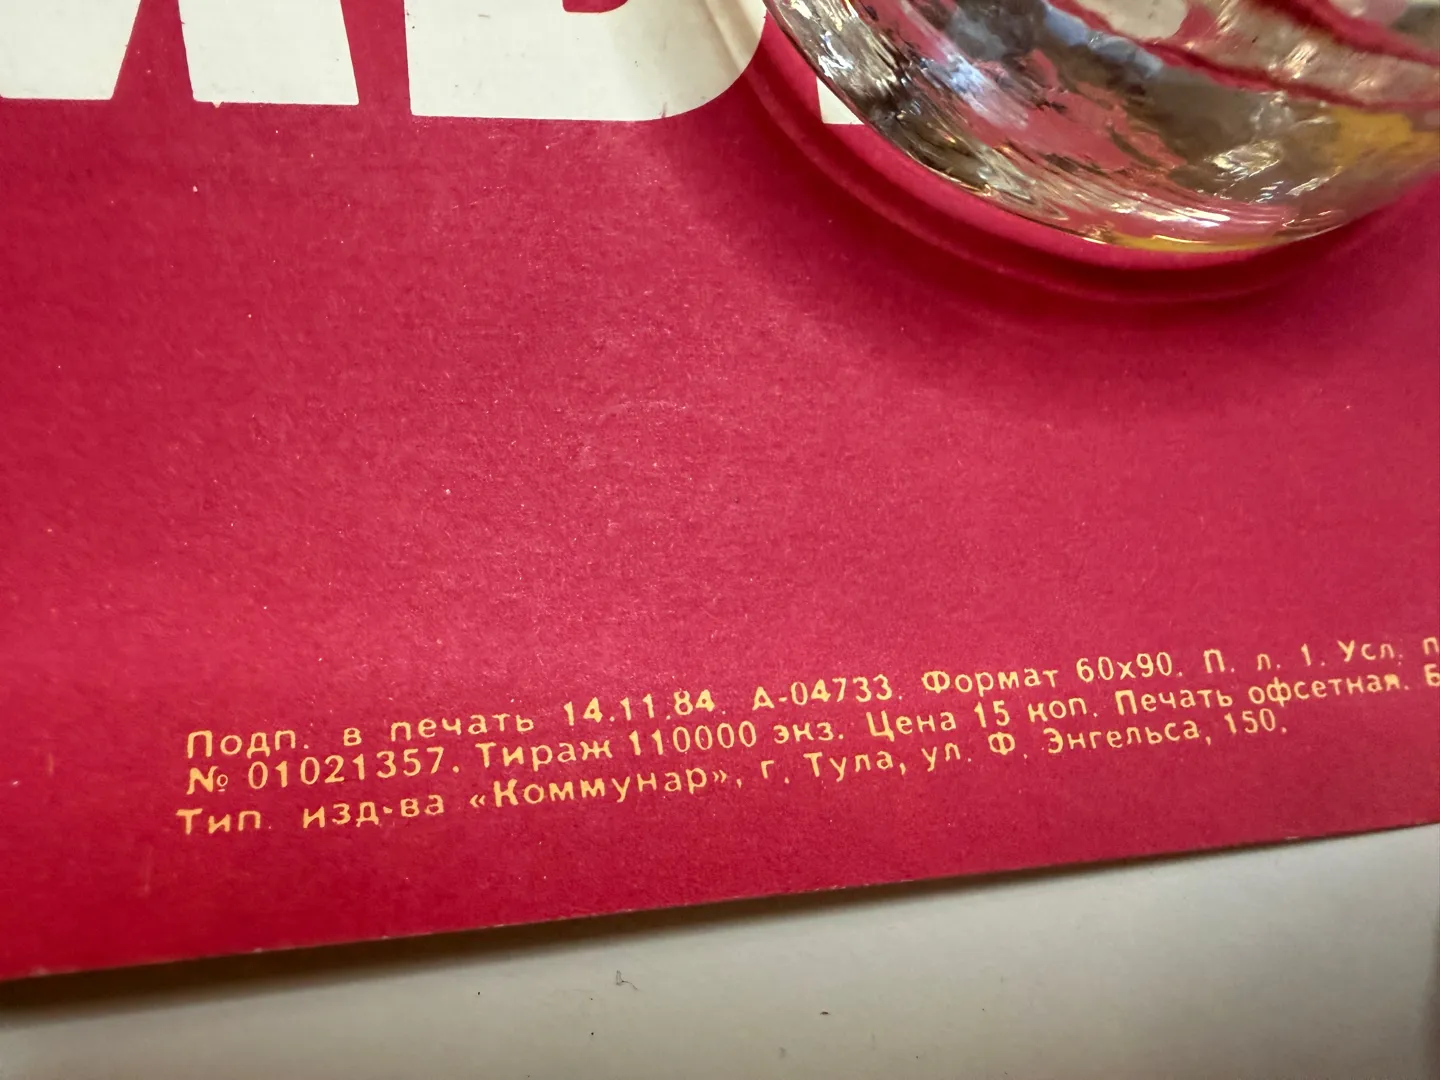 Подп. в печать 14.11.84 А-04733. Формат 60х90. П. л. 1. Усл. п
№ 01021357. Тираж 110000 экз. Цена 15 коп. Печать офсетная. Б
Тип. изд-ва «Коммунар», г. Тула, ул. Ф. Энгельса, 150.